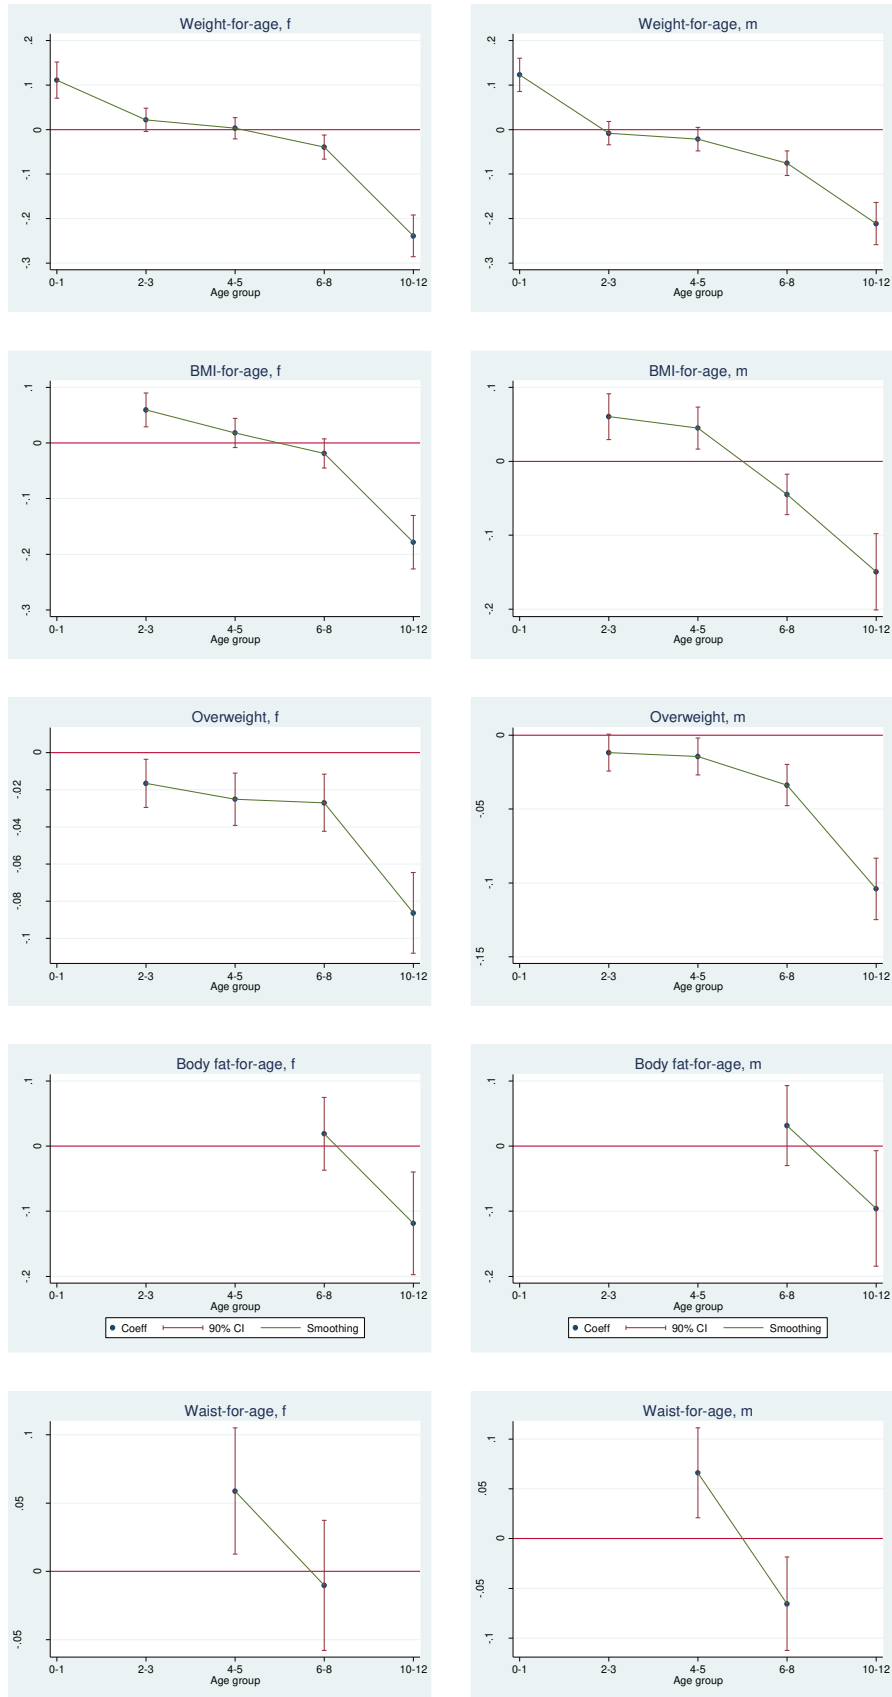 Weight-for-age, f
.2
.1
0
-.1
-.2
-.3
0-1 2-3 4-5 6-8 10-12
Age group
Weight-for-age, m
.2
.1
0
-.1
-.2
-.3
0-1 2-3 4-5 6-8 10-12
Age group
BMI-for-age, f
.1
0
-.1
-.2
-.3
0-1 2-3 4-5 6-8 10-12
Age group
BMI-for-age, m
.1
0
-.1
-.2
0-1 2-3 4-5 6-8 10-12
Age group
Overweight, f
0
-.02
-.04
-.06
-.08
-.1
0-1 2-3 4-5 6-8 10-12
Age group
Overweight, m
0
-.05
-.1
-.15
0-1 2-3 4-5 6-8 10-12
Age group
Body fat-for-age, f
.1
0
-.1
-.2
0-1 2-3 4-5 6-8 10-12
Age group
Coeff 90% CI Smoothing
Body fat-for-age, m
.1
0
-.1
-.2
0-1 2-3 4-5 6-8 10-12
Age group
Coeff 90% CI Smoothing
Waist-for-age, f
.1
.05
0
-.05
0-1 2-3 4-5 6-8 10-12
Age group
Waist-for-age, m
.1
.05
0
-.05
-.1
0-1 2-3 4-5 6-8 10-12
Age group